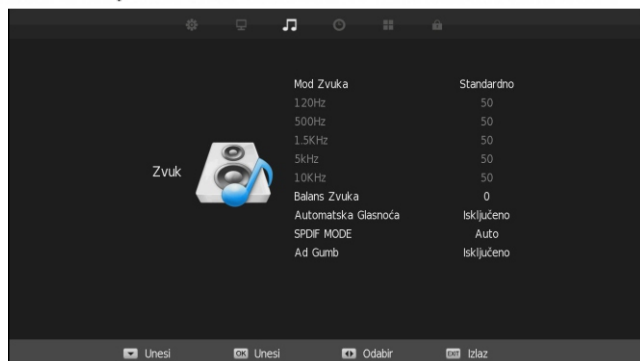 Mod Zvuka Standardno
120Hz 50
500Hz 50
1.5KHz 50
5kHz 50
10KHz 50
Zvuk
Balans Zvuka 0
Automatska Glasnoća Isključeno
SPDIF MODE Auto
Ad Gumb Isključeno
Unesi OK Unesi Odabir EXIT Izlaz